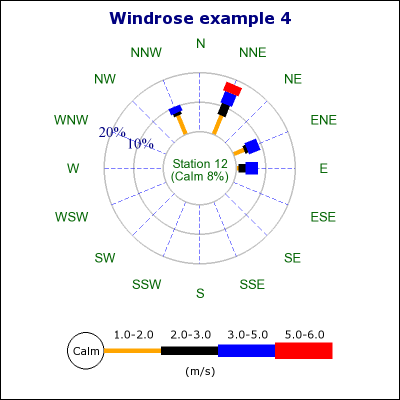 Windrose example 4
N
NNW NNE
NW NE
WNW ENE
20%
10%
Station 12
W E
(Calm 8%)
WSW ESE
SW SE
SSW SSE
S
1.0-2.0 2.0-3.0 3.0-5.0 5.0-6.0
Calm
(m/s)